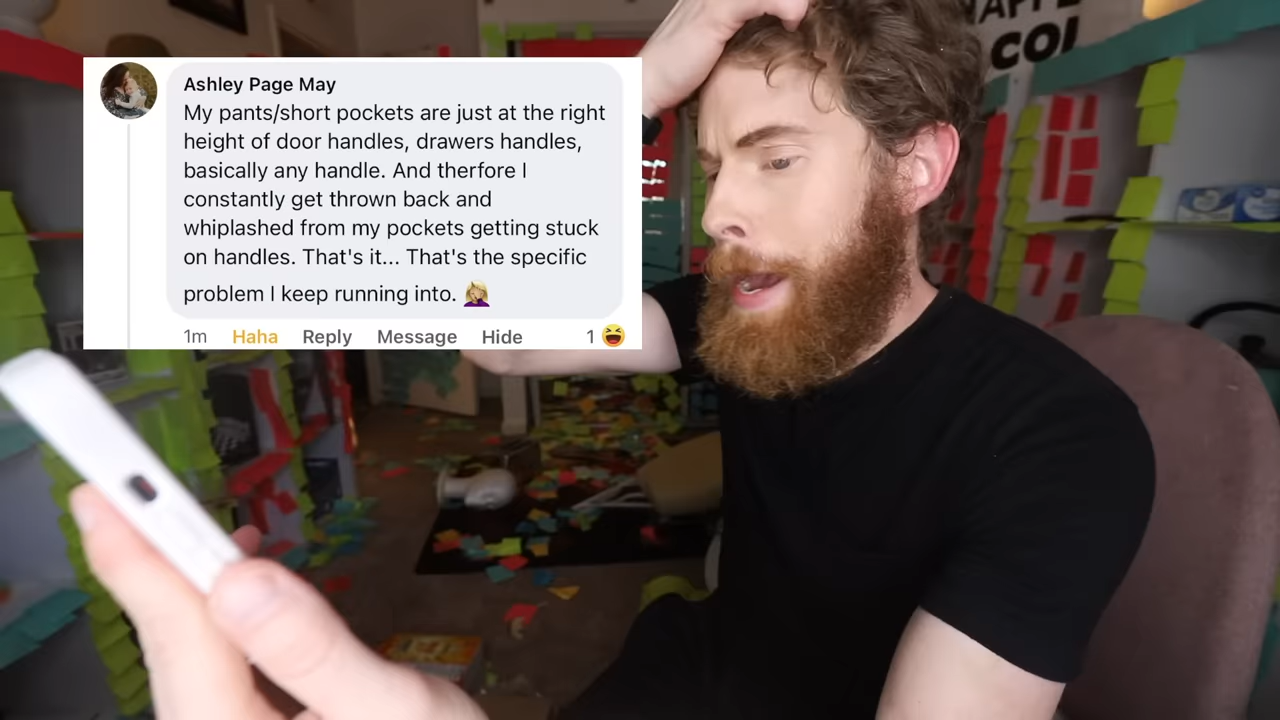 Ashley Page May
My pants/short pockets are just at the right
height of door handles, drawers handles,
basically any handle. And therfore I
constantly get thrown back and
whiplashed from my pockets getting stuck
on handles. That's it... That's the specific
problem I keep running into. 🤦🏼‍♀️
1m Haha Reply Message Hide 1 😆